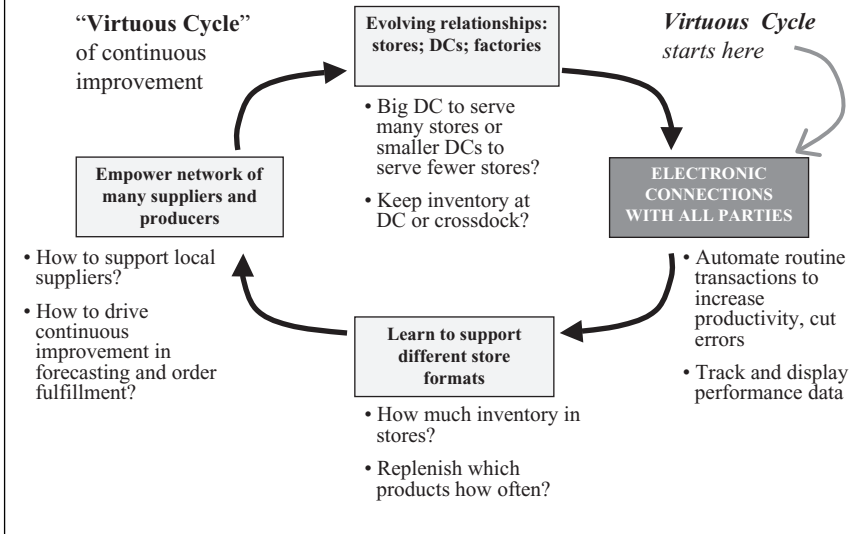 “Virtuous Cycle”
of continuous
improvement
Evolving relationships:
stores; DCs; factories
• Big DC to serve
many stores or
smaller DCs to
serve fewer stores?
• Keep inventory at
DC or crossdock?
Virtuous Cycle
starts here
ELECTRONIC
CONNECTIONS
WITH ALL PARTIES
• Automate routine
transactions to
increase
productivity, cut
errors
• Track and display
performance data
Learn to support
different store
formats
• How much inventory in
stores?
• Replenish which
products how often?
Empower network of
many suppliers and
producers
• How to support local
suppliers?
• How to drive
continuous
improvement in
forecasting and order
fulfillment?